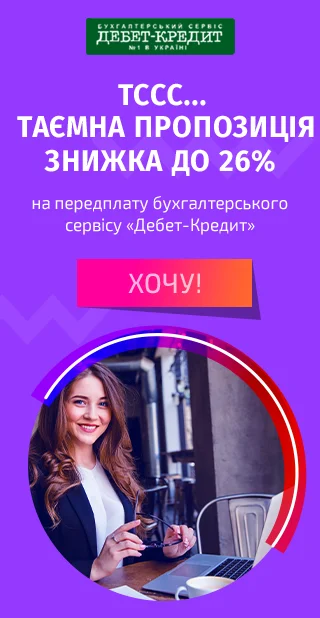 БУХГАЛТЕРСЬКИЙ СЕРВІС
ДЕБЕТ-КРЕДИТ
№1 В УКРАЇНІ
ТССС...
ТАЄМНА ПРОПОЗИЦІЯ
ЗНИЖКА ДО 26%
на передплату бухгалтерського
сервісу «Дебет-Кредит»
ХОЧУ!